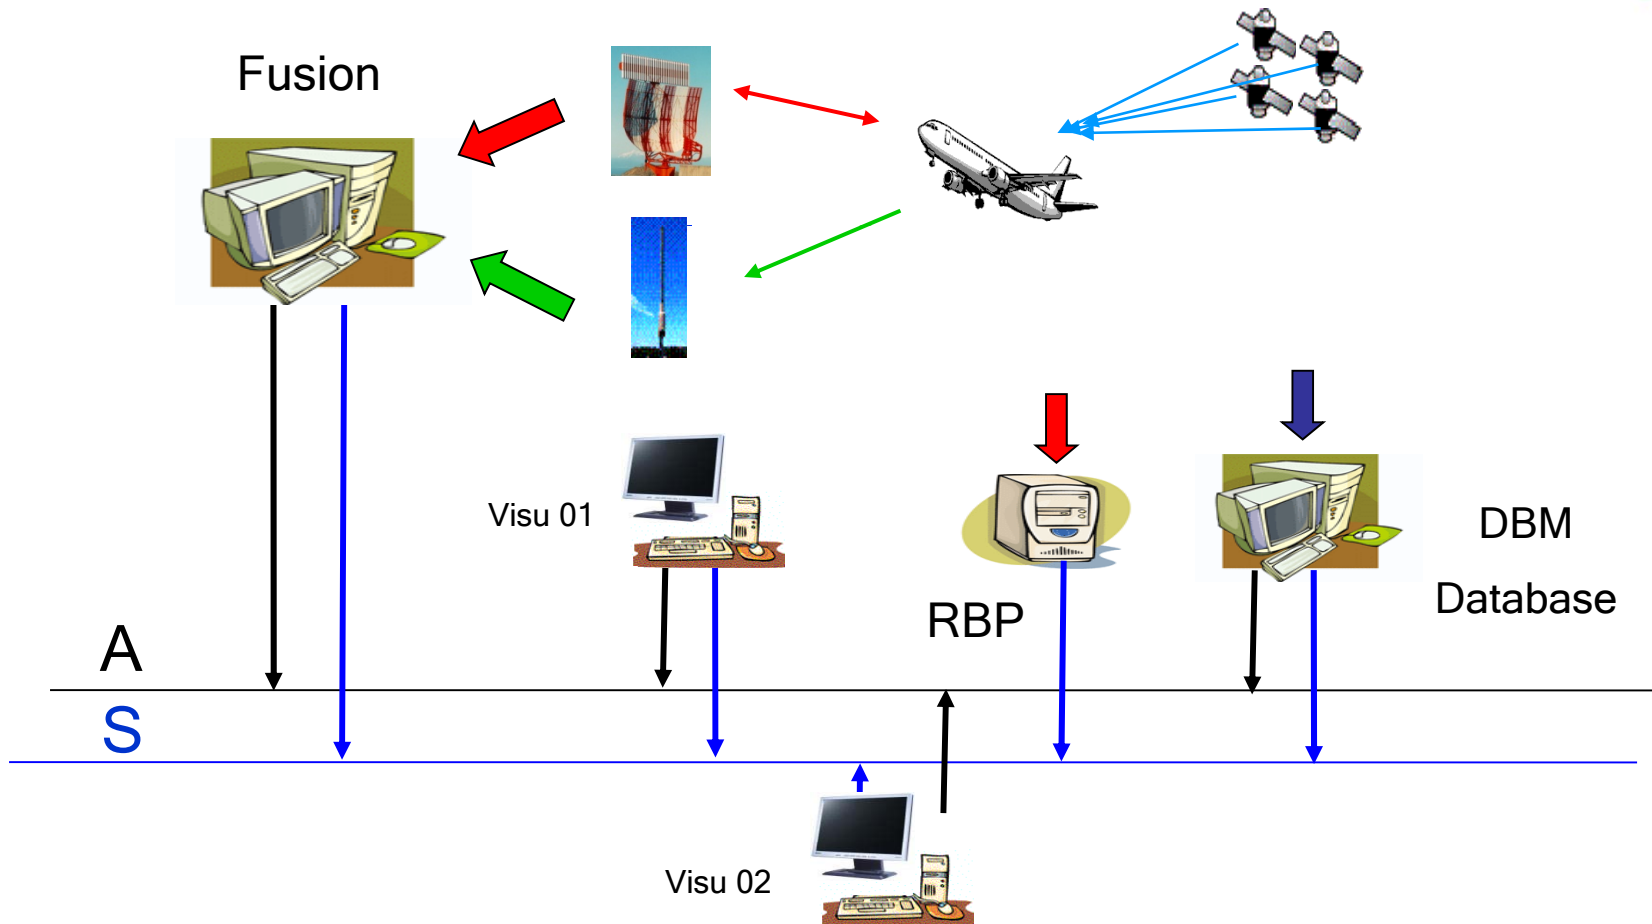 Fusion
Visu 01
DBM
Database
RBP
A
S
Visu 02